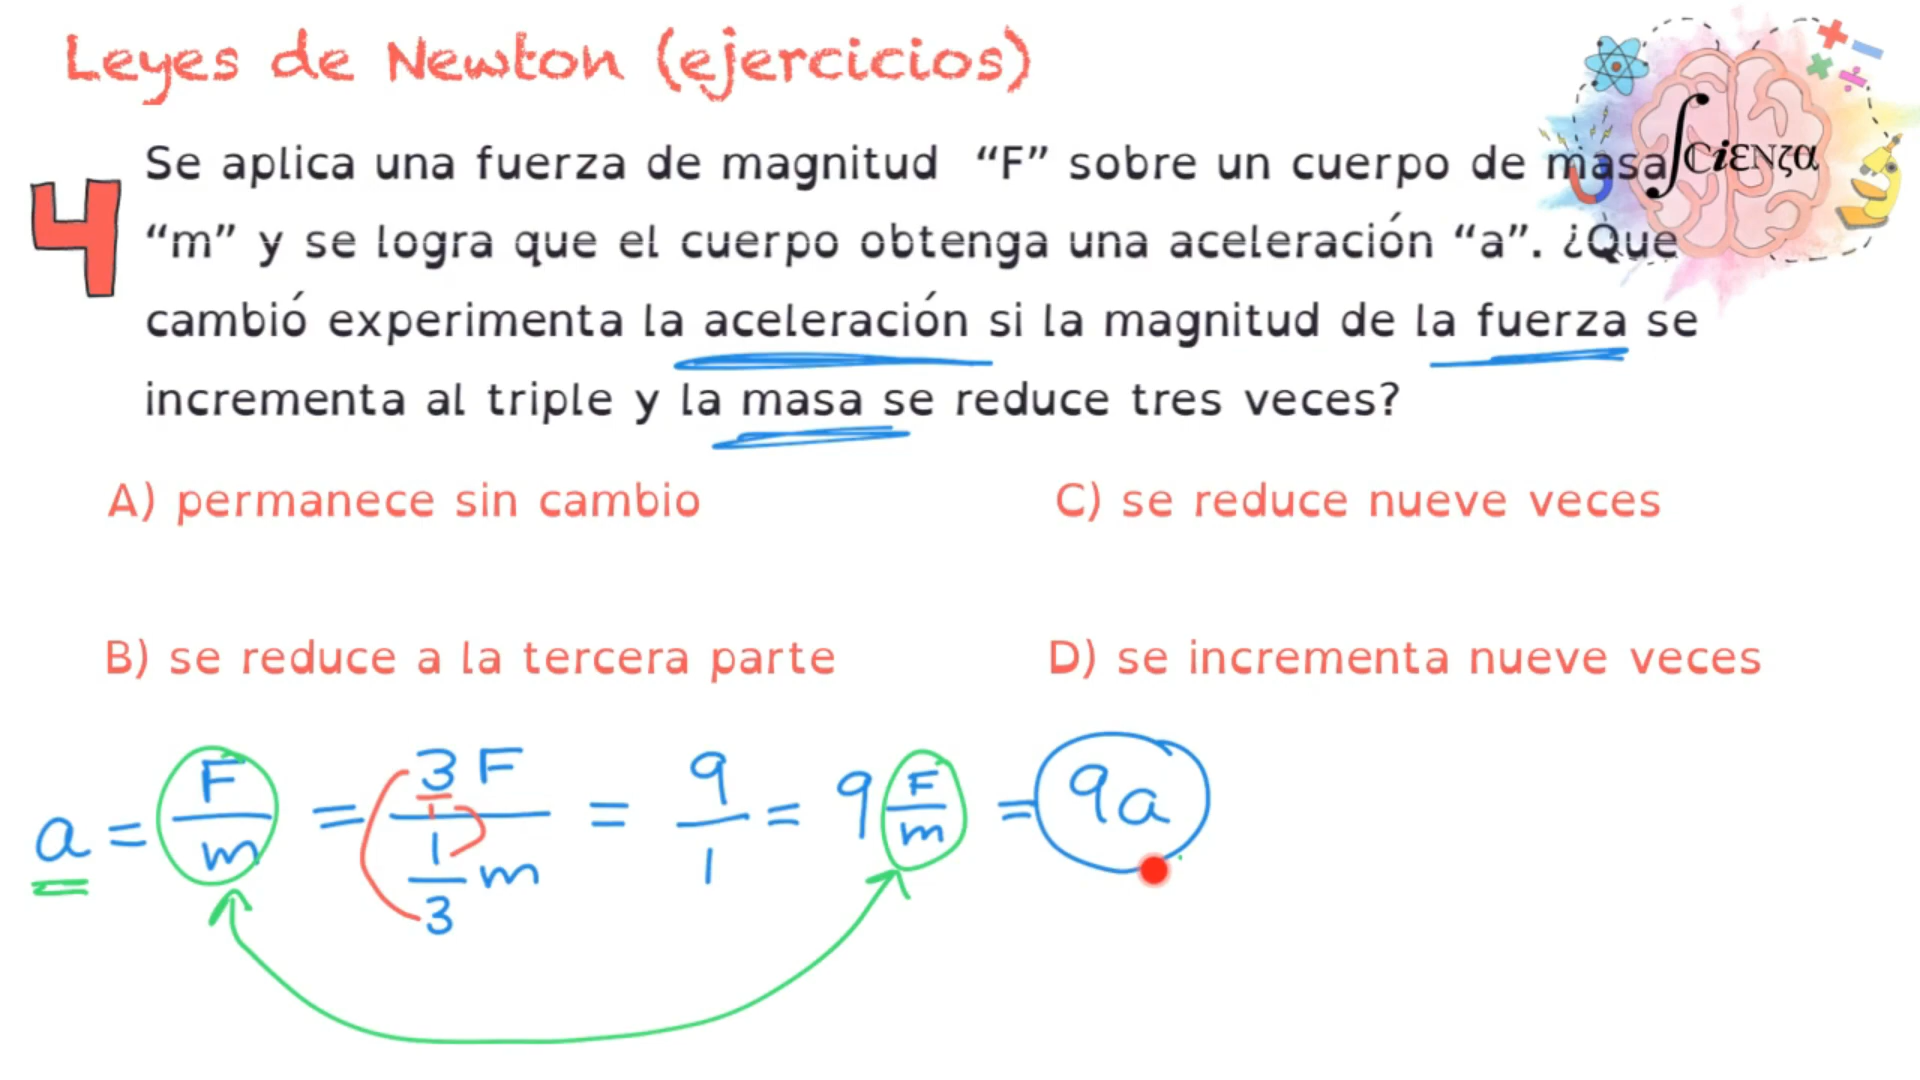 Leyes de Newton (ejercicios)
∫CiεNζα
4
Se aplica una fuerza de magnitud “F” sobre un cuerpo de masa
“m” y se logra que el cuerpo obtenga una aceleración “a”. ¿Que
cambió experimenta la aceleración si la magnitud de la fuerza se
incrementa al triple y la masa se reduce tres veces?
A) permanece sin cambio
C) se reduce nueve veces
B) se reduce a la tercera parte
D) se incrementa nueve veces
a = F/m = (3/1 F)/(1/3 m) = 9/1 = 9 F/m = 9a